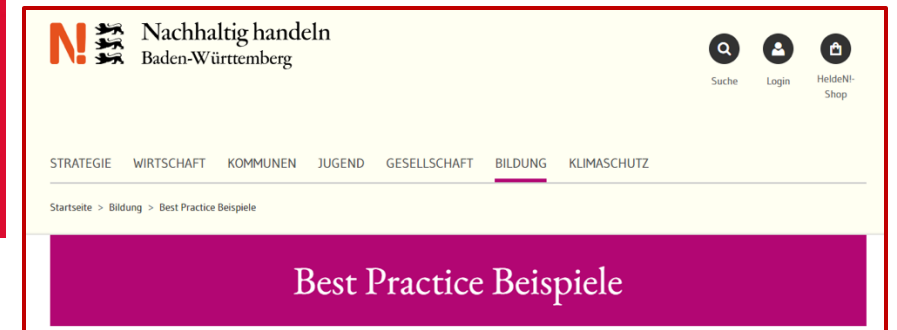 N! Nachhaltig handeln
Baden-Württemberg
Suche Login HeldeN!-
Shop
STRATEGIE WIRTSCHAFT KOMMUNEN JUGEND GESELLSCHAFT BILDUNG KLIMASCHUTZ
Startseite > Bildung > Best Practice Beispiele
Best Practice Beispiele